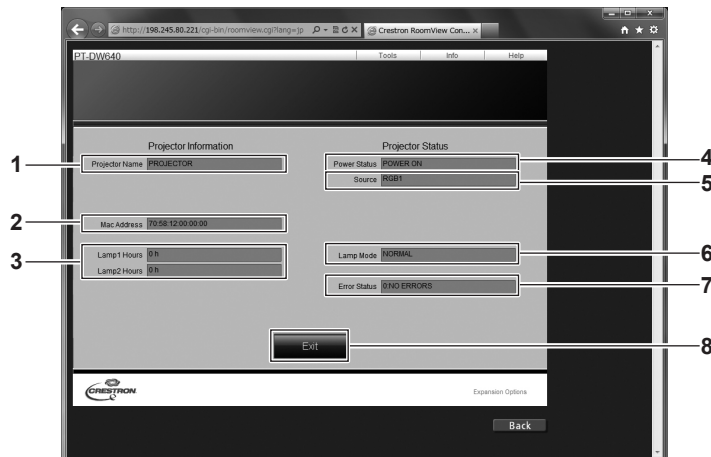 http://198.245.80.221/cgi-bin/roomview.cgi?lang=jp
Crestron RoomView Con... ×
PT-DW640
Tools Info Help
Projector Information
Projector Status
1
Projector Name PROJECTOR
Power Status POWER ON
4
Source RGB1
5
2
Mac Address 70:58:12:00:00:00
3
Lamp1 Hours 0 h
Lamp2 Hours 0 h
Lamp Mode NORMAL
6
Error Status 0:NO ERRORS
7
Exit
8
CRESTRON
Expansion Options
Back